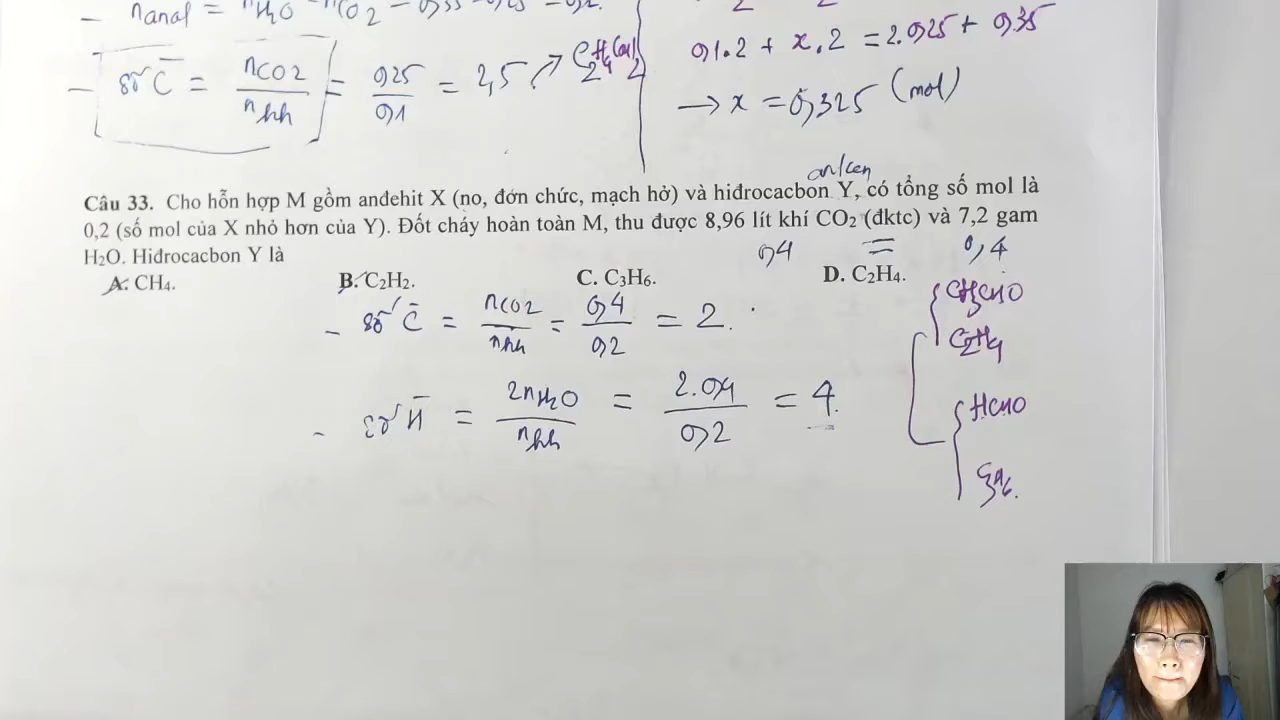 - nanđl = nH2O - nCO2 = 0,35 - 0,25 = 0,1.
- số C̄ = nCO2 / nhh = 0,25 / 0,1 = 2,5 C2H4(OH)2
0,1.2 + x.2 = 2.0,25 + 0,35
→ x = 0,325 (mol)
anken
Câu 33. Cho hỗn hợp M gồm anđehit X (no, đơn chức, mạch hở) và hiđrocacbon Y, có tổng số mol là
0,2 (số mol của X nhỏ hơn của Y). Đốt cháy hoàn toàn M, thu được 8,96 lít khí CO2 (đktc) và 7,2 gam
H2O. Hiđrocacbon Y là
0,4 = 0,4
A. CH4. B. C2H2. C. C3H6. D. C2H4.
- số C̄ = nCO2 / nhh = 0,4 / 0,2 = 2.
CH3CHO
C2H4
- số H̄ = 2nH2O / nhh = 2.0,4 / 0,2 = 4.
HCHO
C3H6.